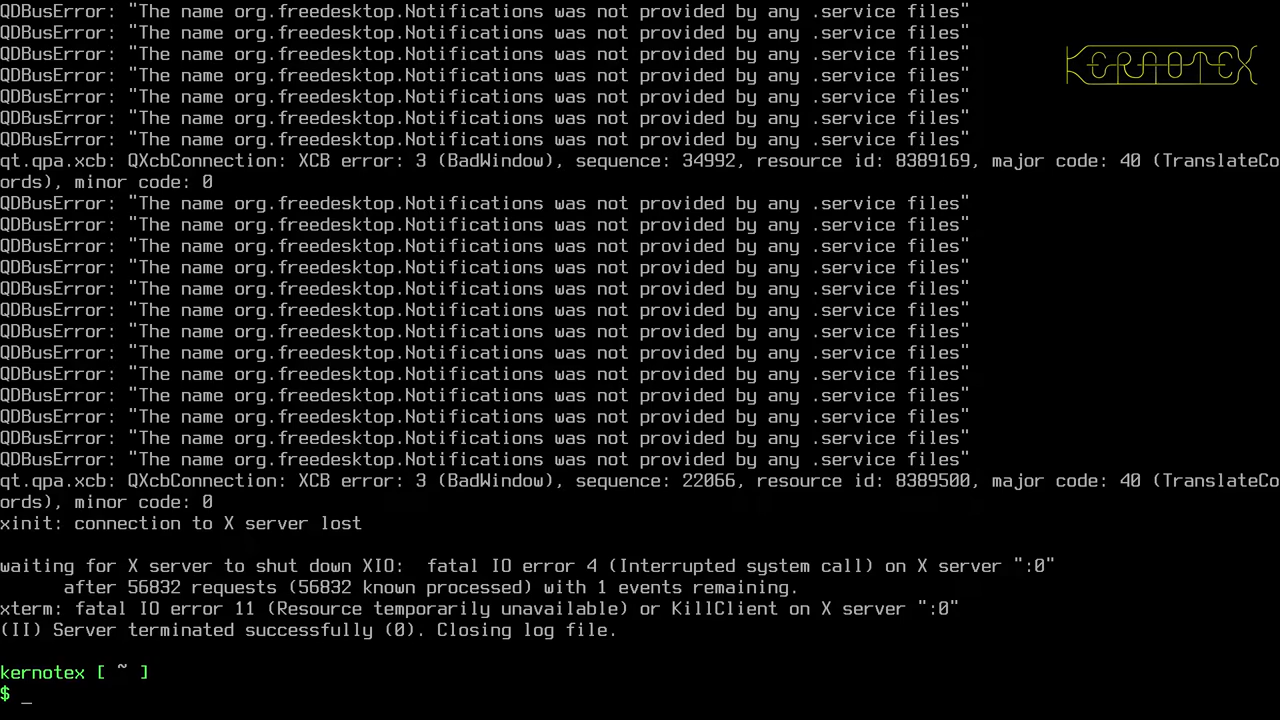 QDBusError: "The name org.freedesktop.Notifications was not provided by any .service files"
QDBusError: "The name org.freedesktop.Notifications was not provided by any .service files"
QDBusError: "The name org.freedesktop.Notifications was not provided by any .service files"
KERNOTEX
QDBusError: "The name org.freedesktop.Notifications was not provided by any .service files"
QDBusError: "The name org.freedesktop.Notifications was not provided by any .service files"
QDBusError: "The name org.freedesktop.Notifications was not provided by any .service files"
QDBusError: "The name org.freedesktop.Notifications was not provided by any .service files"
qt.qpa.xcb: QXcbConnection: XCB error: 3 (BadWindow), sequence: 34992, resource id: 8389169, major code: 40 (TranslateCo
ords), minor code: 0
QDBusError: "The name org.freedesktop.Notifications was not provided by any .service files"
QDBusError: "The name org.freedesktop.Notifications was not provided by any .service files"
QDBusError: "The name org.freedesktop.Notifications was not provided by any .service files"
QDBusError: "The name org.freedesktop.Notifications was not provided by any .service files"
QDBusError: "The name org.freedesktop.Notifications was not provided by any .service files"
QDBusError: "The name org.freedesktop.Notifications was not provided by any .service files"
QDBusError: "The name org.freedesktop.Notifications was not provided by any .service files"
QDBusError: "The name org.freedesktop.Notifications was not provided by any .service files"
QDBusError: "The name org.freedesktop.Notifications was not provided by any .service files"
QDBusError: "The name org.freedesktop.Notifications was not provided by any .service files"
QDBusError: "The name org.freedesktop.Notifications was not provided by any .service files"
QDBusError: "The name org.freedesktop.Notifications was not provided by any .service files"
QDBusError: "The name org.freedesktop.Notifications was not provided by any .service files"
qt.qpa.xcb: QXcbConnection: XCB error: 3 (BadWindow), sequence: 22066, resource id: 8389500, major code: 40 (TranslateCo
ords), minor code: 0
xinit: connection to X server lost
waiting for X server to shut down XIO:  fatal IO error 4 (Interrupted system call) on X server ":0"
      after 56832 requests (56832 known processed) with 1 events remaining.
xterm: fatal IO error 11 (Resource temporarily unavailable) or KillClient on X server ":0"
(II) Server terminated successfully (0). Closing log file.
kernotex [ ~ ]
$ _